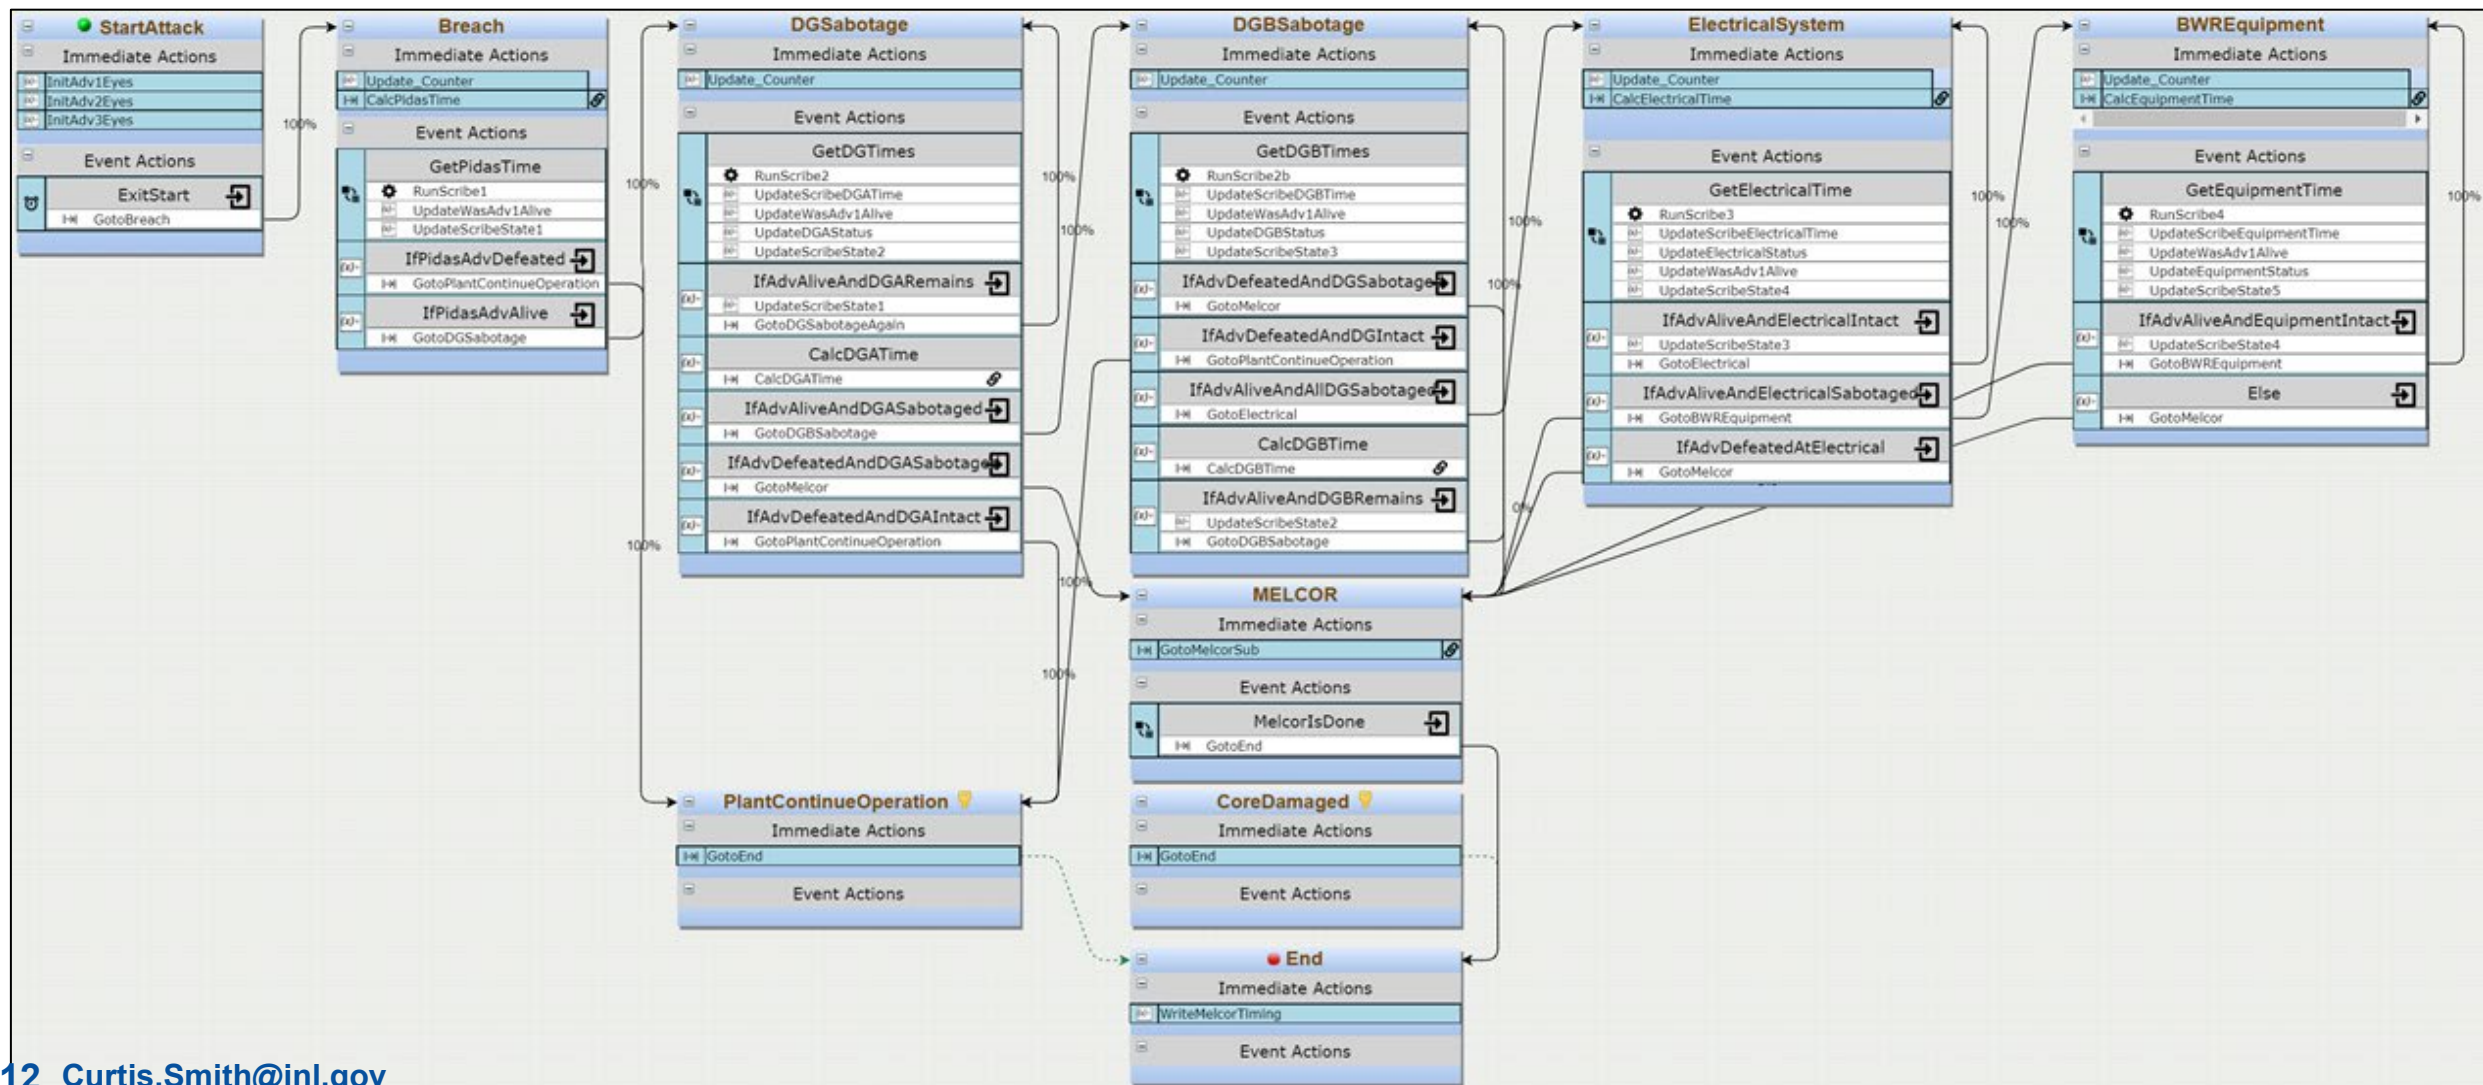 StartAttack
Immediate Actions
InitAdv1Eyes
InitAdv2Eyes
InitAdv3Eyes
Event Actions
ExitStart
GotoBreach
100%
Breach
Immediate Actions
Update_Counter
CalcPidasTime
Event Actions
GetPidasTime
RunScribe1
UpdateWasAdv1Alive
UpdateScribeState1
IfPidasAdvDefeated
GotoPlantContinueOperation
IfPidasAdvAlive
GotoDGSabotage
100%
100%
DGSabotage
Immediate Actions
Update_Counter
Event Actions
GetDGTimes
RunScribe2
UpdateScribeDGATime
UpdateWasAdv1Alive
UpdateDGAStatus
UpdateScribeState2
IfAdvAliveAndDGARemains
UpdateScribeState1
GotoDGSabotageAgain
CalcDGATime
CalcDGATime
IfAdvAliveAndDGASabotaged
GotoDGBSabotage
IfAdvDefeatedAndDGASabotage
GotoMelcor
IfAdvDefeatedAndDGAIntact
GotoPlantContinueOperation
100%
100%
100%
100%
DGBSabotage
Immediate Actions
Update_Counter
Event Actions
GetDGBTimes
RunScribe2b
UpdateScribeDGBTime
UpdateWasAdv1Alive
UpdateDGBStatus
UpdateScribeState3
IfAdvDefeatedAndDGSabotage
GotoMelcor
IfAdvDefeatedAndDGIntact
GotoPlantContinueOperation
IfAdvAliveAndAllDGSabotaged
GotoElectrical
CalcDGBTime
CalcDGBTime
IfAdvAliveAndDGBRemains
UpdateScribeState2
GotoDGBSabotage
100%
100%
0%
ElectricalSystem
Immediate Actions
Update_Counter
CalcElectricalTime
Event Actions
GetElectricalTime
RunScribe3
UpdateScribeElectricalTime
UpdateElectricalStatus
UpdateWasAdv1Alive
UpdateScribeState4
IfAdvAliveAndElectricalIntact
UpdateScribeState3
GotoElectrical
IfAdvAliveAndElectricalSabotaged
GotoBWREquipment
IfAdvDefeatedAtElectrical
GotoMelcor
100%
100%
BWREquipment
Immediate Actions
Update_Counter
CalcEquipmentTime
Event Actions
GetEquipmentTime
RunScribe4
UpdateScribeEquipmentTime
UpdateWasAdv1Alive
UpdateEquipmentStatus
UpdateScribeState5
IfAdvAliveAndEquipmentIntact
UpdateScribeState4
GotoBWREquipment
Else
GotoMelcor
100%
MELCOR
Immediate Actions
GotoMelcorSub
Event Actions
MelcorIsDone
GotoEnd
PlantContinueOperation
Immediate Actions
GotoEnd
Event Actions
CoreDamaged
Immediate Actions
GotoEnd
Event Actions
End
Immediate Actions
WriteMelcorTiming
Event Actions
12 Curtis.Smith@inl.gov